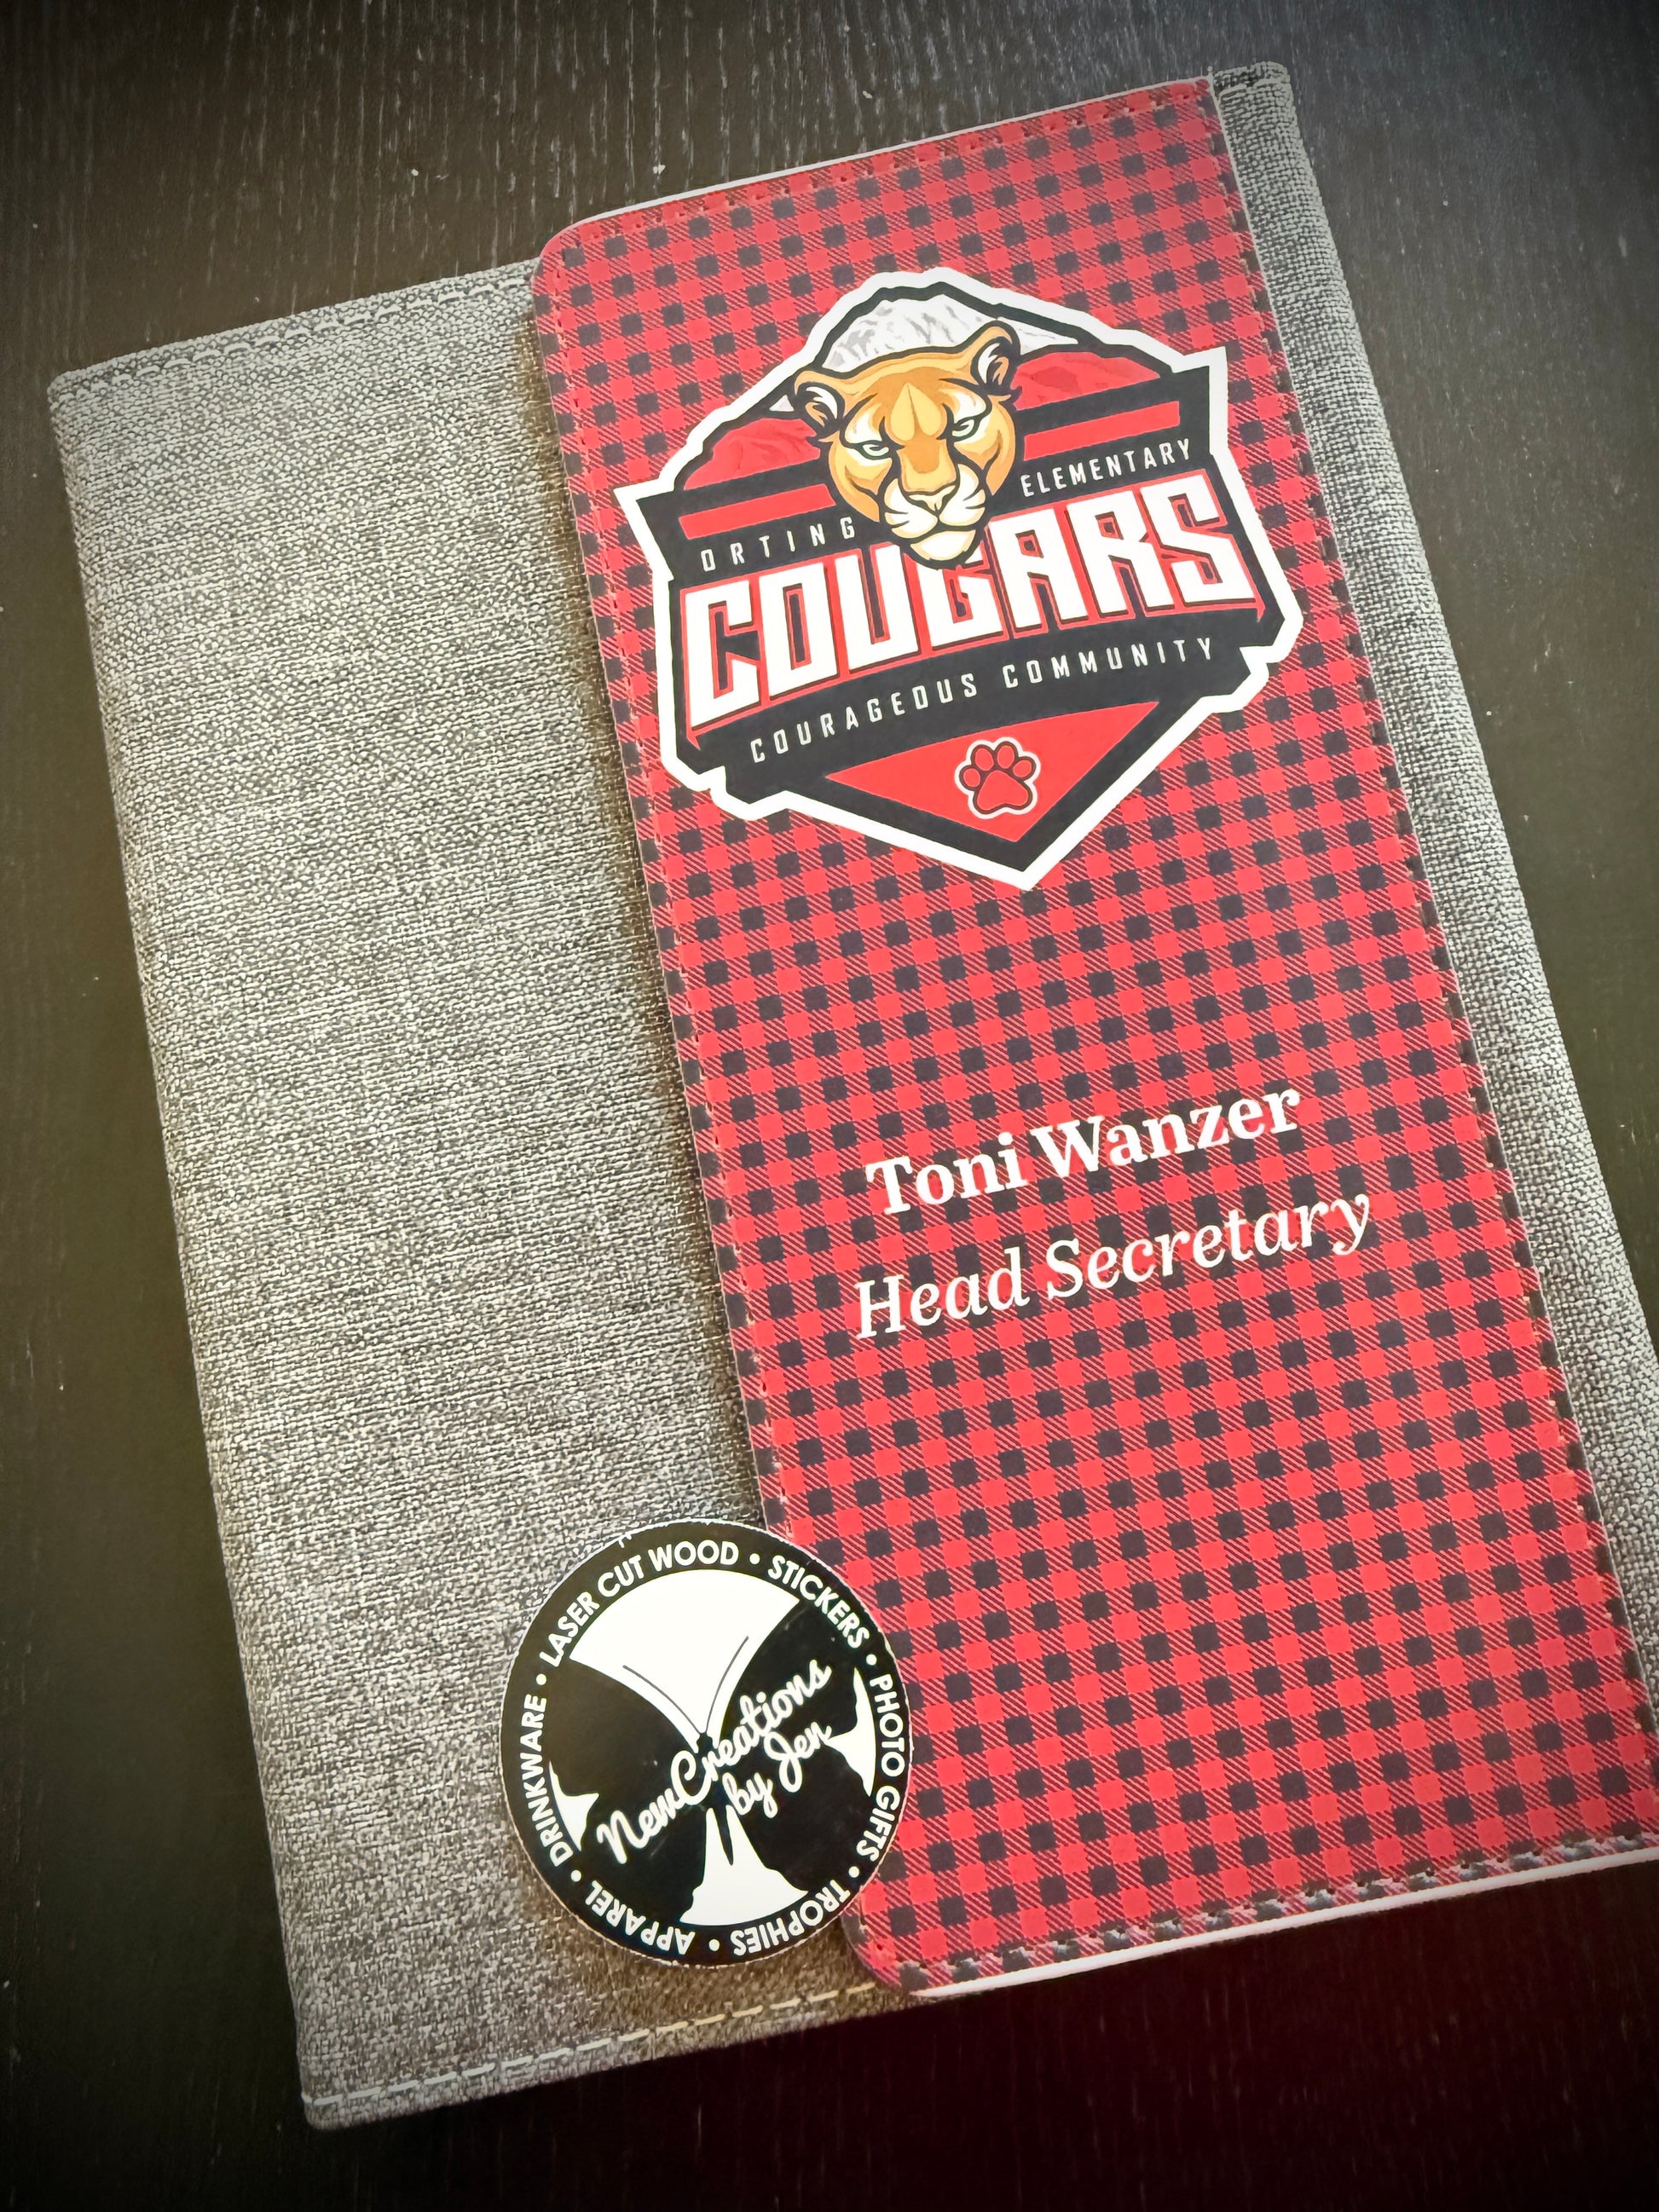 ORTING ELEMENTARY
COUGARS
COURAGEOUS COMMUNITY
Toni Wanzer
Head Secretary
LASER CUT WOOD • STICKERS • PHOTO GIFTS • TROPHIES • APPAREL • DRINKWARE •
NemCreations
by Jen